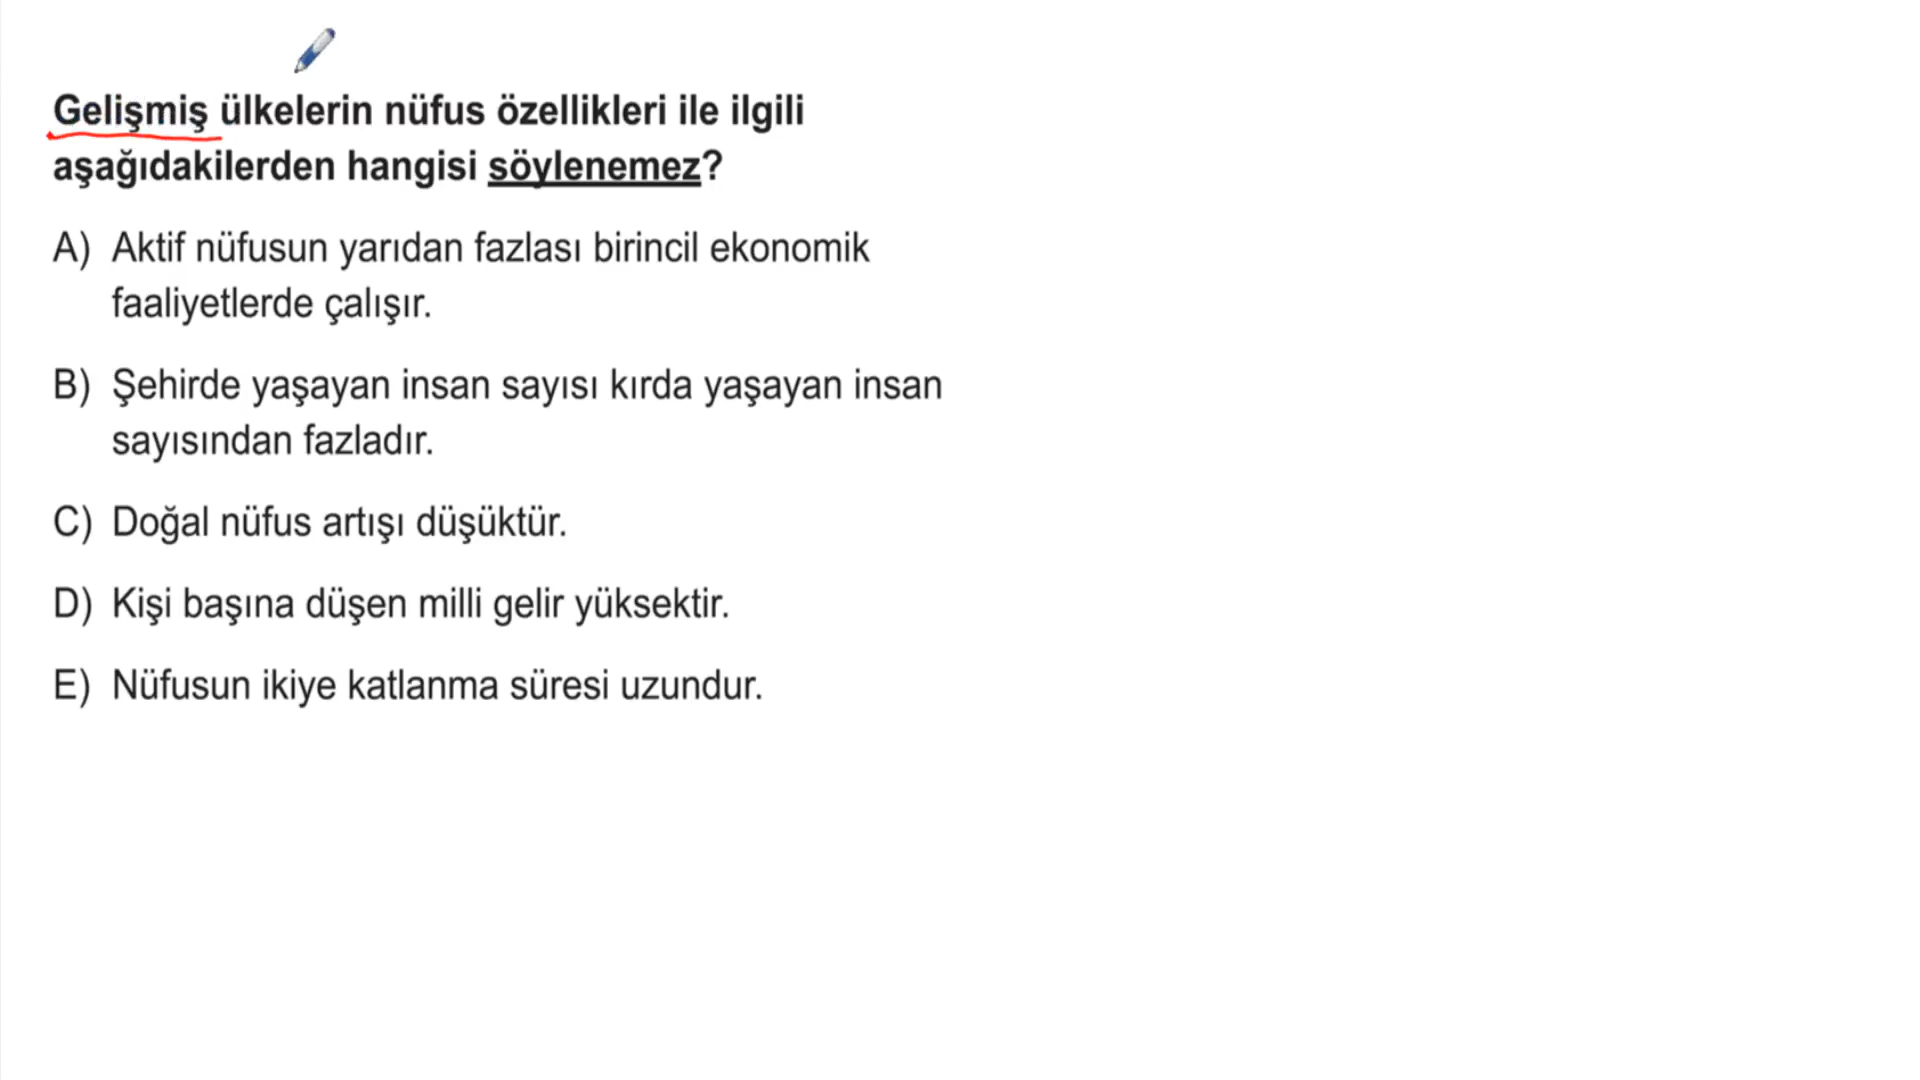 Gelişmiş ülkelerin nüfus özellikleri ile ilgili
aşağıdakilerden hangisi söylenemez?
A) Aktif nüfusun yarıdan fazlası birincil ekonomik
faaliyetlerde çalışır.
B) Şehirde yaşayan insan sayısı kırda yaşayan insan
sayısından fazladır.
C) Doğal nüfus artışı düşüktür.
D) Kişi başına düşen milli gelir yüksektir.
E) Nüfusun ikiye katlanma süresi uzundur.